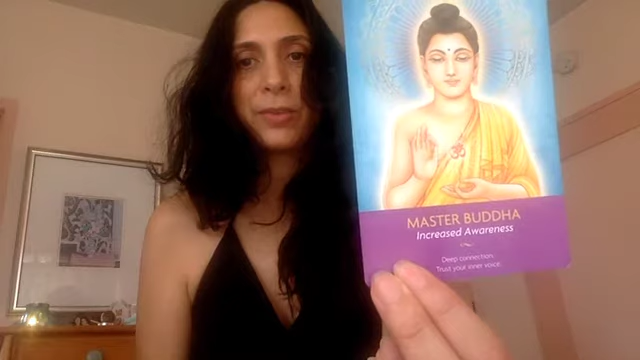 MASTER BUDDHA
Increased Awareness
Deep connection.
Trust your inner voice.